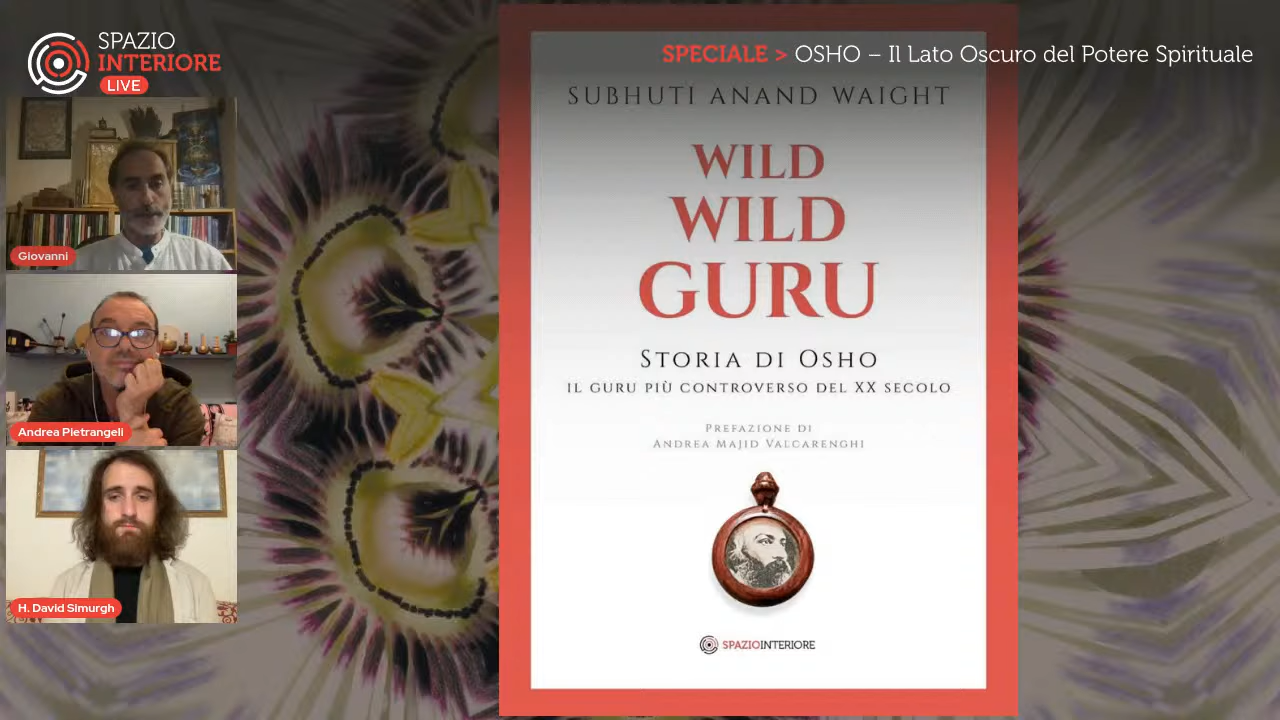 SPAZIO
INTERIORE
LIVE
SPECIALE > OSHO – Il Lato Oscuro del Potere Spirituale
Giovanni
Andrea Pietrangeli
H. David Simurgh
SUBHUTI ANAND WAIGHT
WILD
WILD
GURU
STORIA DI OSHO
IL GURU PIÙ CONTROVERSO DEL XX SECOLO
PREFAZIONE DI
ANDREA MAJID VALCARENGHI
SPAZIOINTERIORE